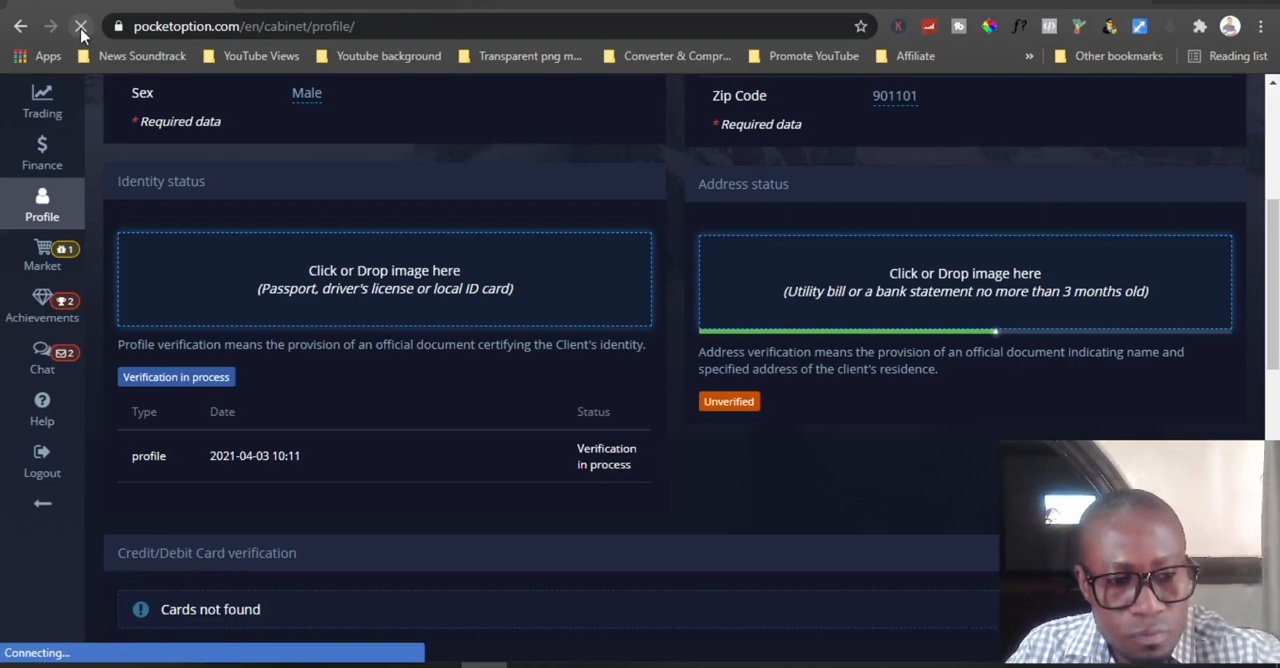 pocketoption.com/en/cabinet/profile/
Apps News Soundtrack YouTube Views Youtube background Transparent png m... Converter & Compr... Promote YouTube Affiliate » Other bookmarks Reading list
Trading
Finance
Profile
1
Market
2
Achievements
2
Chat
Help
Logout
Sex Male
* Required data
Zip Code 901101
* Required data
Identity status
Click or Drop image here
(Passport, driver's license or local ID card)
Profile verification means the provision of an official document certifying the Client's identity.
Verification in process
Type Date Status
profile 2021-04-03 10:11 Verification
in process
Address status
Click or Drop image here
(Utility bill or a bank statement no more than 3 months old)
Address verification means the provision of an official document indicating name and
specified address of the client's residence.
Unverified
Credit/Debit Card verification
Cards not found
Connecting...